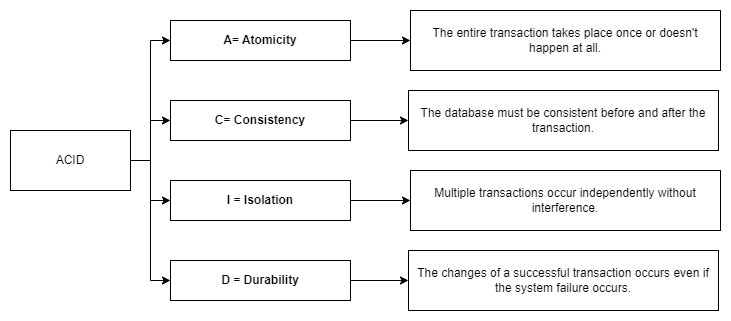 ACID
A= Atomicity
The entire transaction takes place once or doesn't
happen at all.
C= Consistency
The database must be consistent before and after the
transaction.
I = Isolation
Multiple transactions occur independently without
interference.
D = Durability
The changes of a successful transaction occurs even if
the system failure occurs.